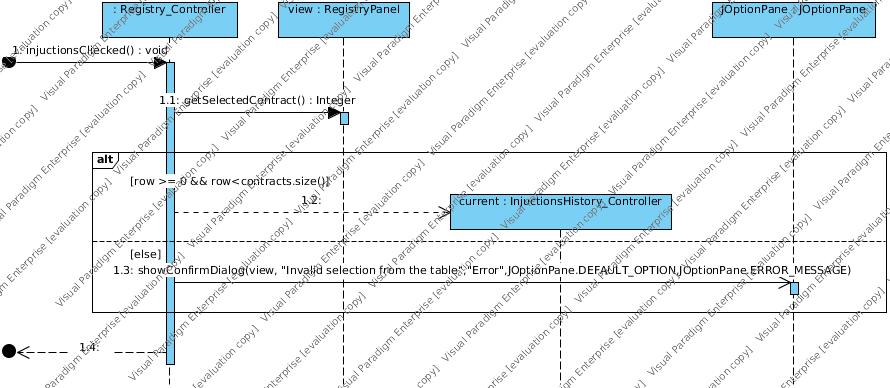 : Registry_Controller
view : RegistryPanel
JOptionPane : JOptionPane
1: injuctionsChecked() : void
1.1: getSelectedContract() : Integer
alt
[row >= 0 && row<contracts.size()]
1.2:
current : InjuctionsHistory_Controller
[else]
1.3: showConfirmDialog(view, "Invalid selection from the table","Error",JOptionPane.DEFAULT_OPTION,JOptionPane.ERROR_MESSAGE)
1.4:
Visual Paradigm Enterprise [evaluation copy]